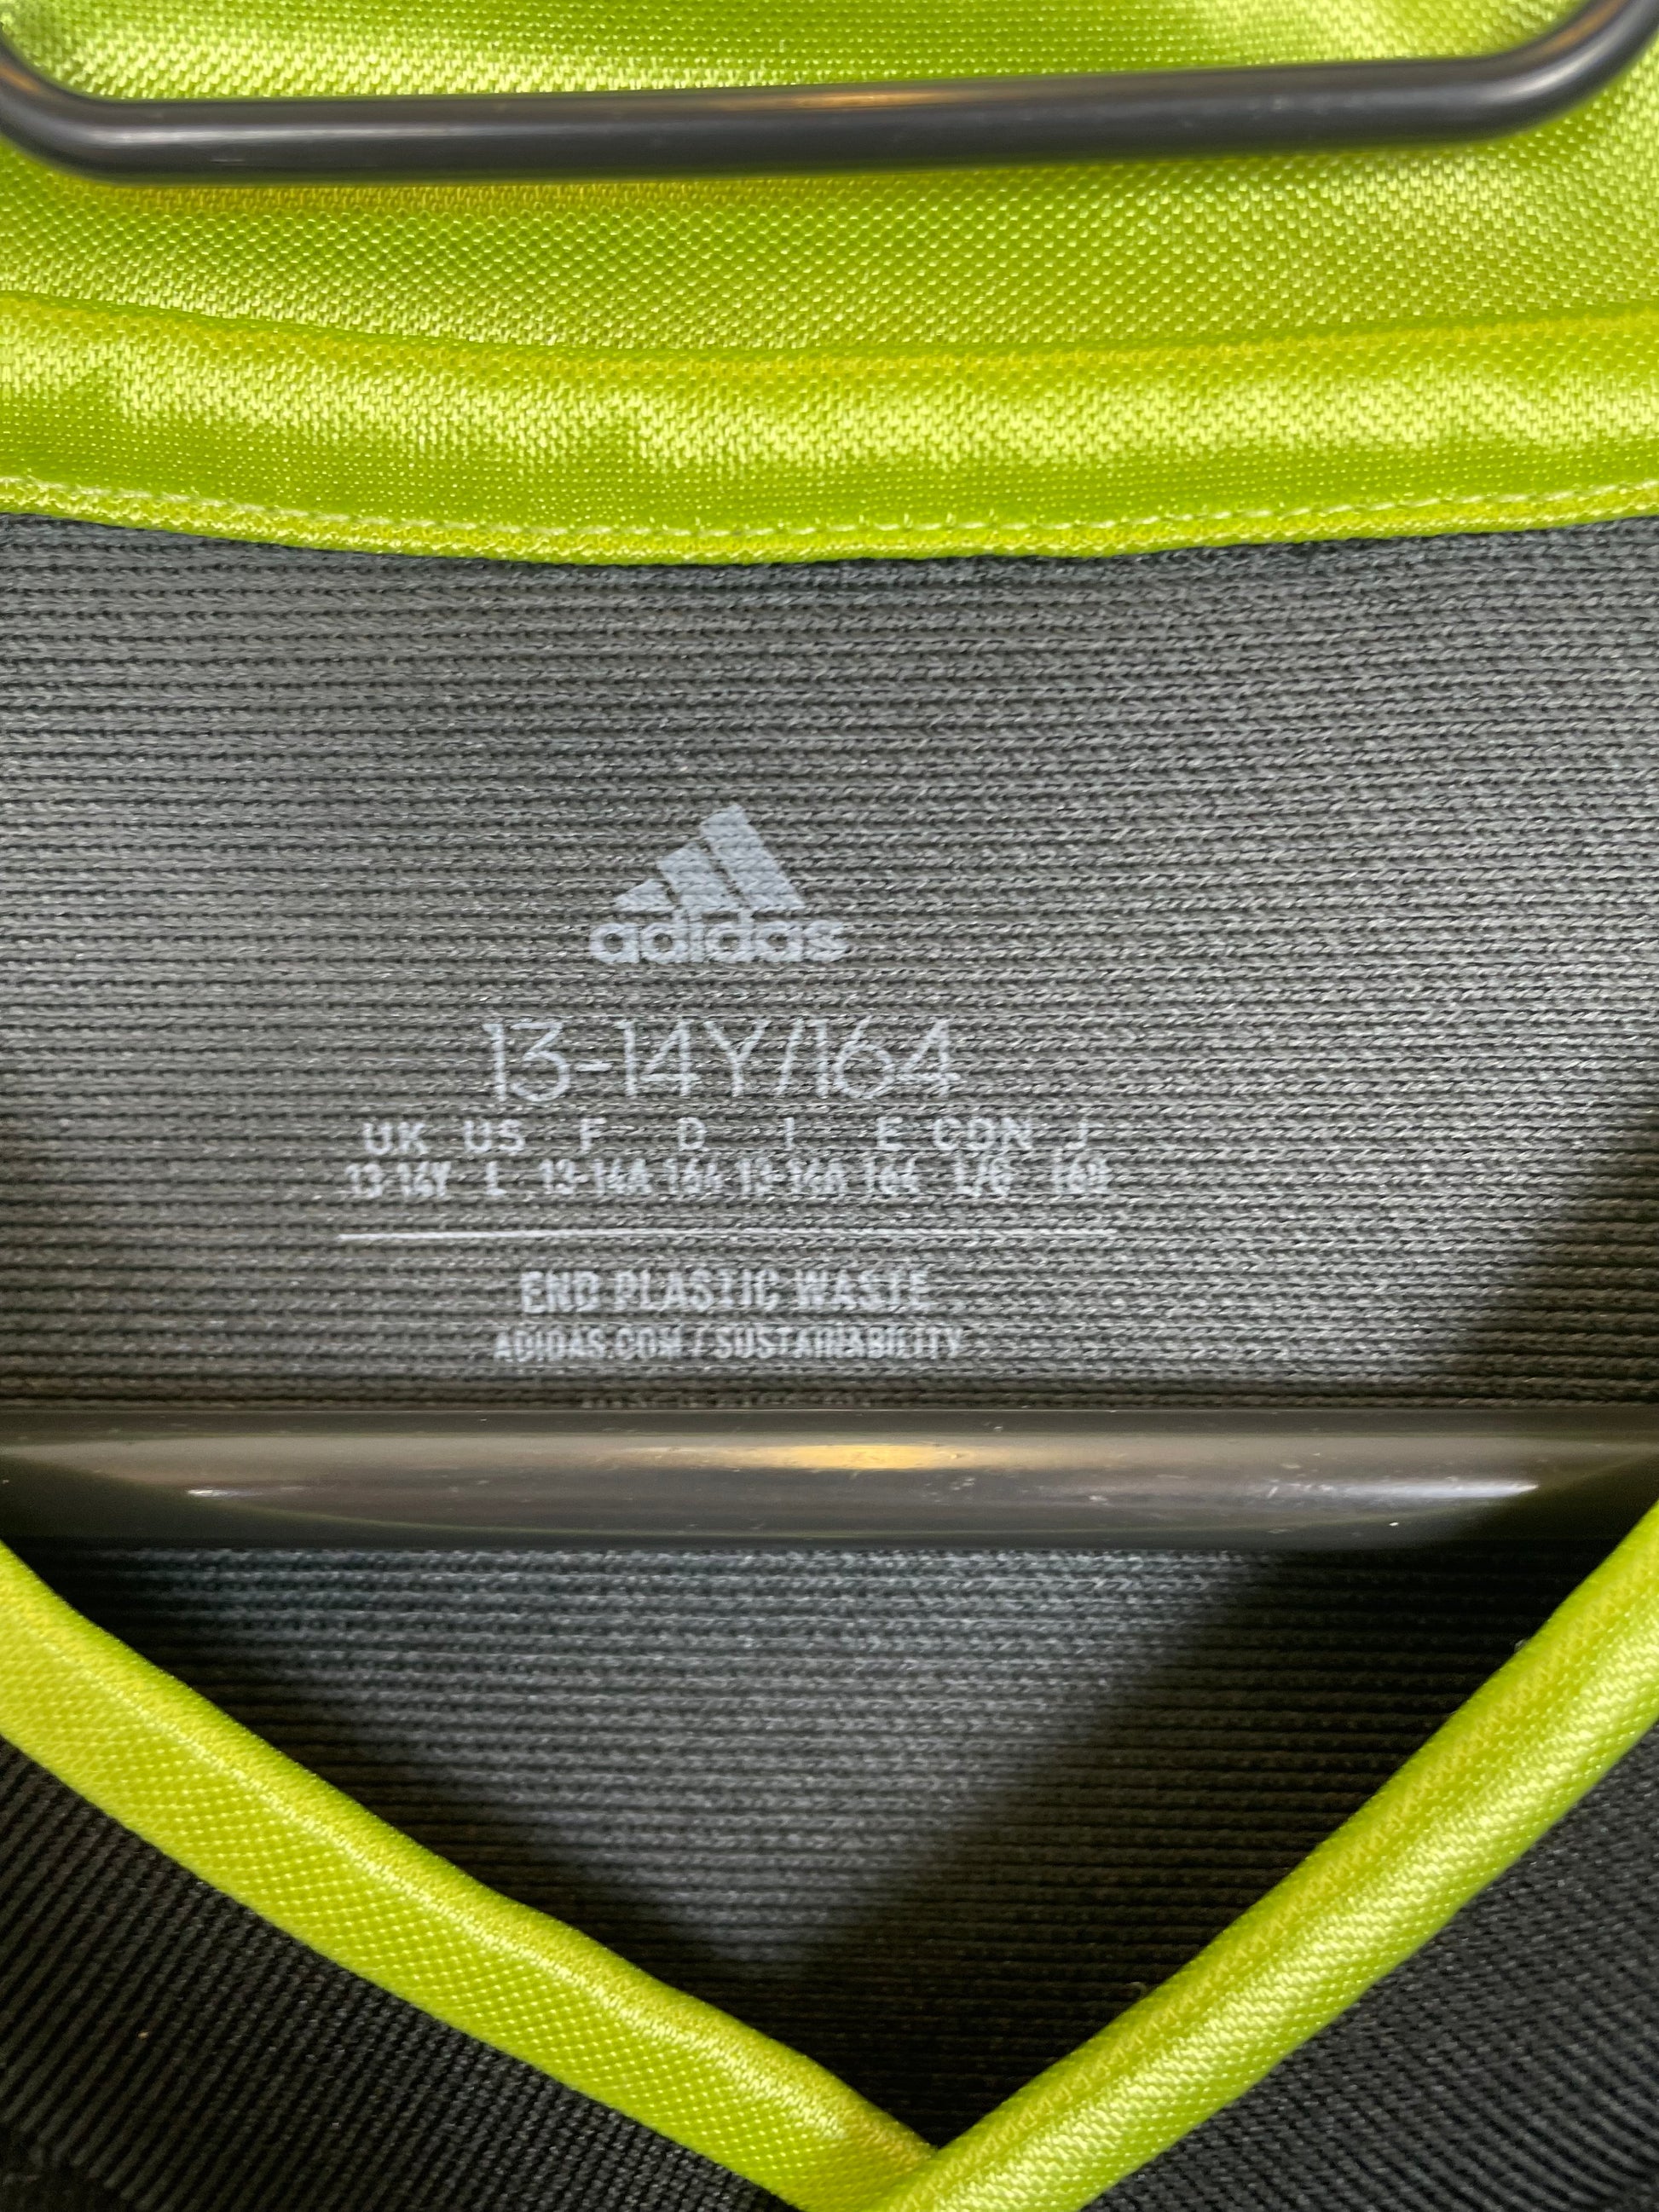 adidas
13-14Y/164
UK US F D I E CDN J
13-14Y L 13-14A 164 13-14A 164 L/G 160
END PLASTIC WASTE
ADIDAS.COM / SUSTAINABILITY